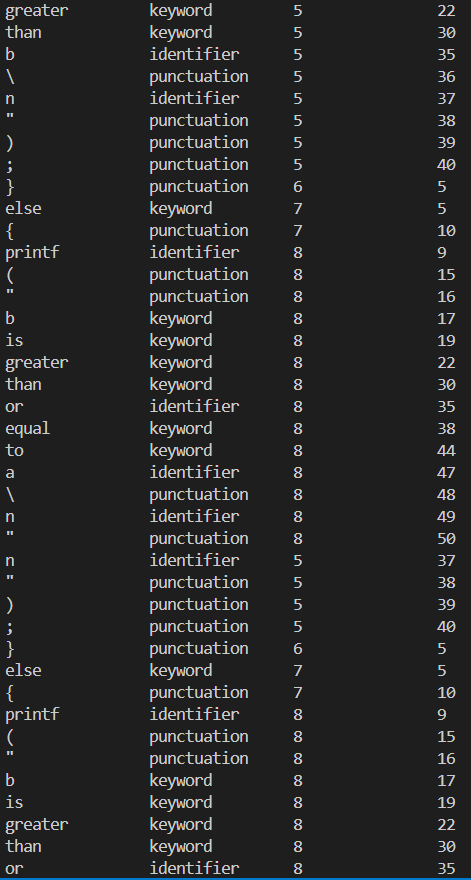 greater keyword 5 22
than keyword 5 30
b identifier 5 35
\ punctuation 5 36
n identifier 5 37
" punctuation 5 38
) punctuation 5 39
; punctuation 5 40
} punctuation 6 5
else keyword 7 5
{ punctuation 7 10
printf identifier 8 9
( punctuation 8 15
" punctuation 8 16
b keyword 8 17
is keyword 8 19
greater keyword 8 22
than keyword 8 30
or identifier 8 35
equal keyword 8 38
to keyword 8 44
a identifier 8 47
\ punctuation 8 48
n identifier 8 49
" punctuation 8 50
n identifier 5 37
" punctuation 5 38
) punctuation 5 39
; punctuation 5 40
} punctuation 6 5
else keyword 7 5
{ punctuation 7 10
printf identifier 8 9
( punctuation 8 15
" punctuation 8 16
b keyword 8 17
is keyword 8 19
greater keyword 8 22
than keyword 8 30
or identifier 8 35